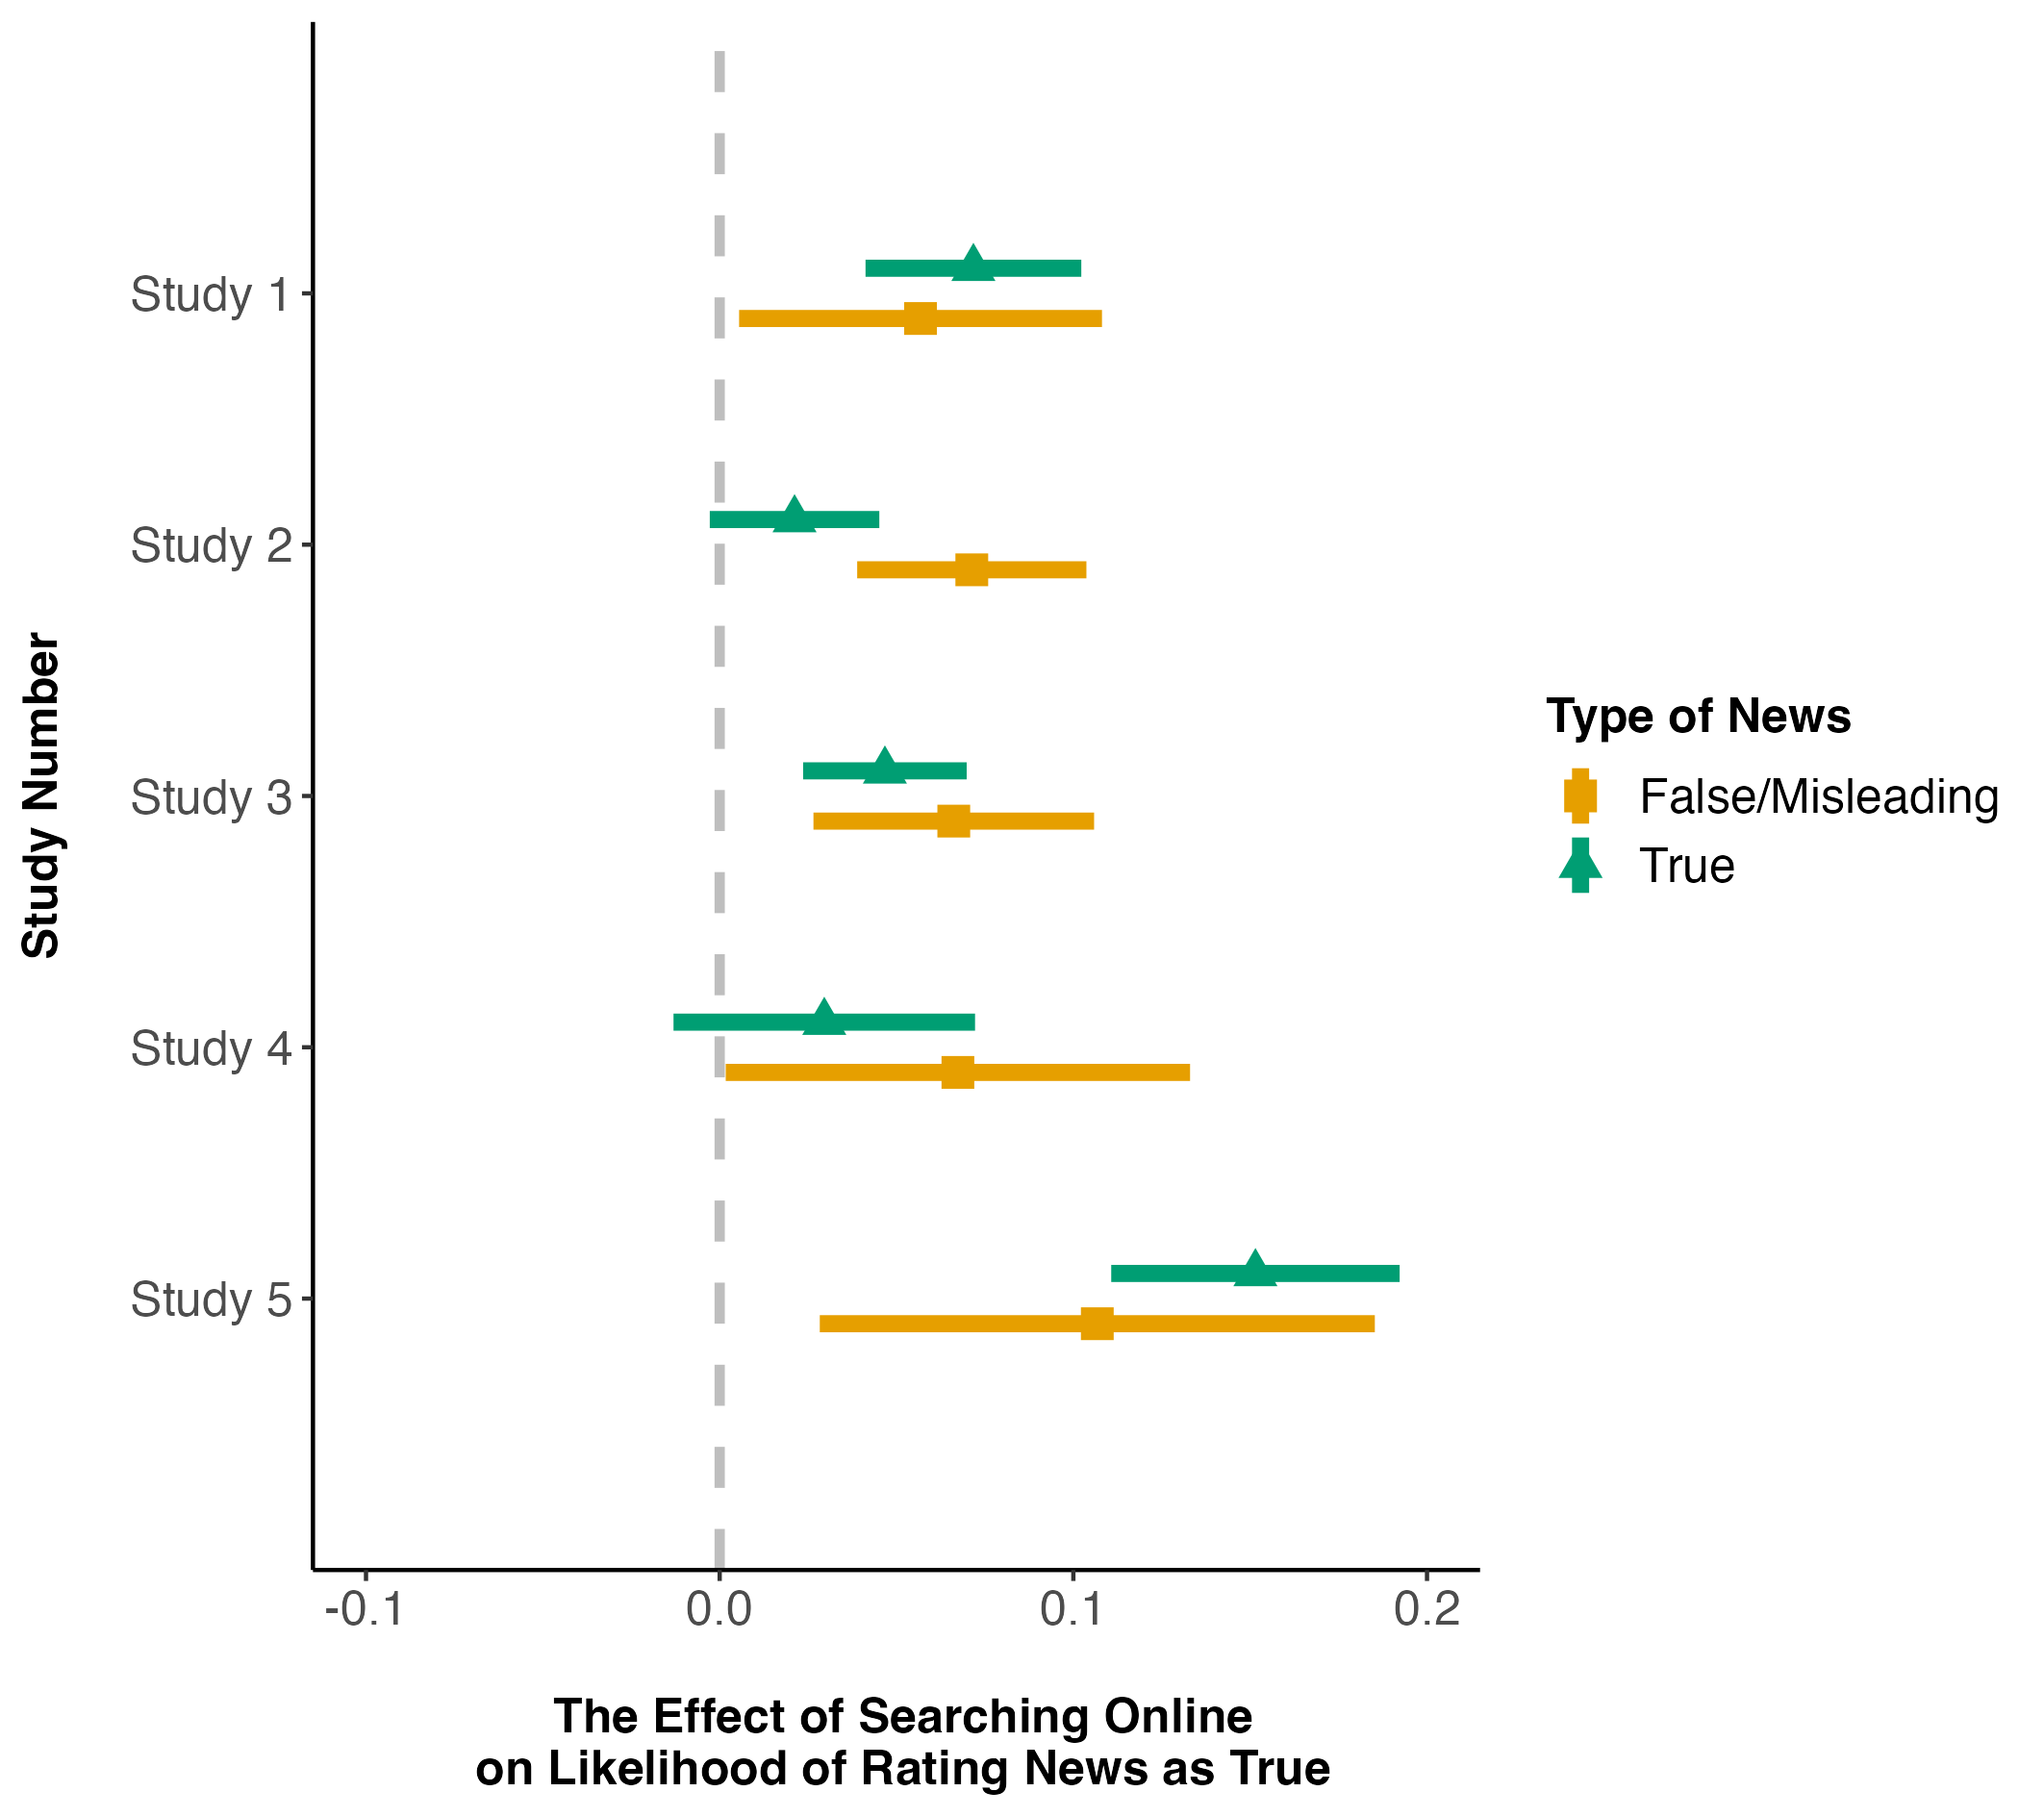 Study Number
Study 1
Study 2
Study 3
Study 4
Study 5
-0.1
0.0
0.1
0.2
The Effect of Searching Online
on Likelihood of Rating News as True
Type of News
False/Misleading
True